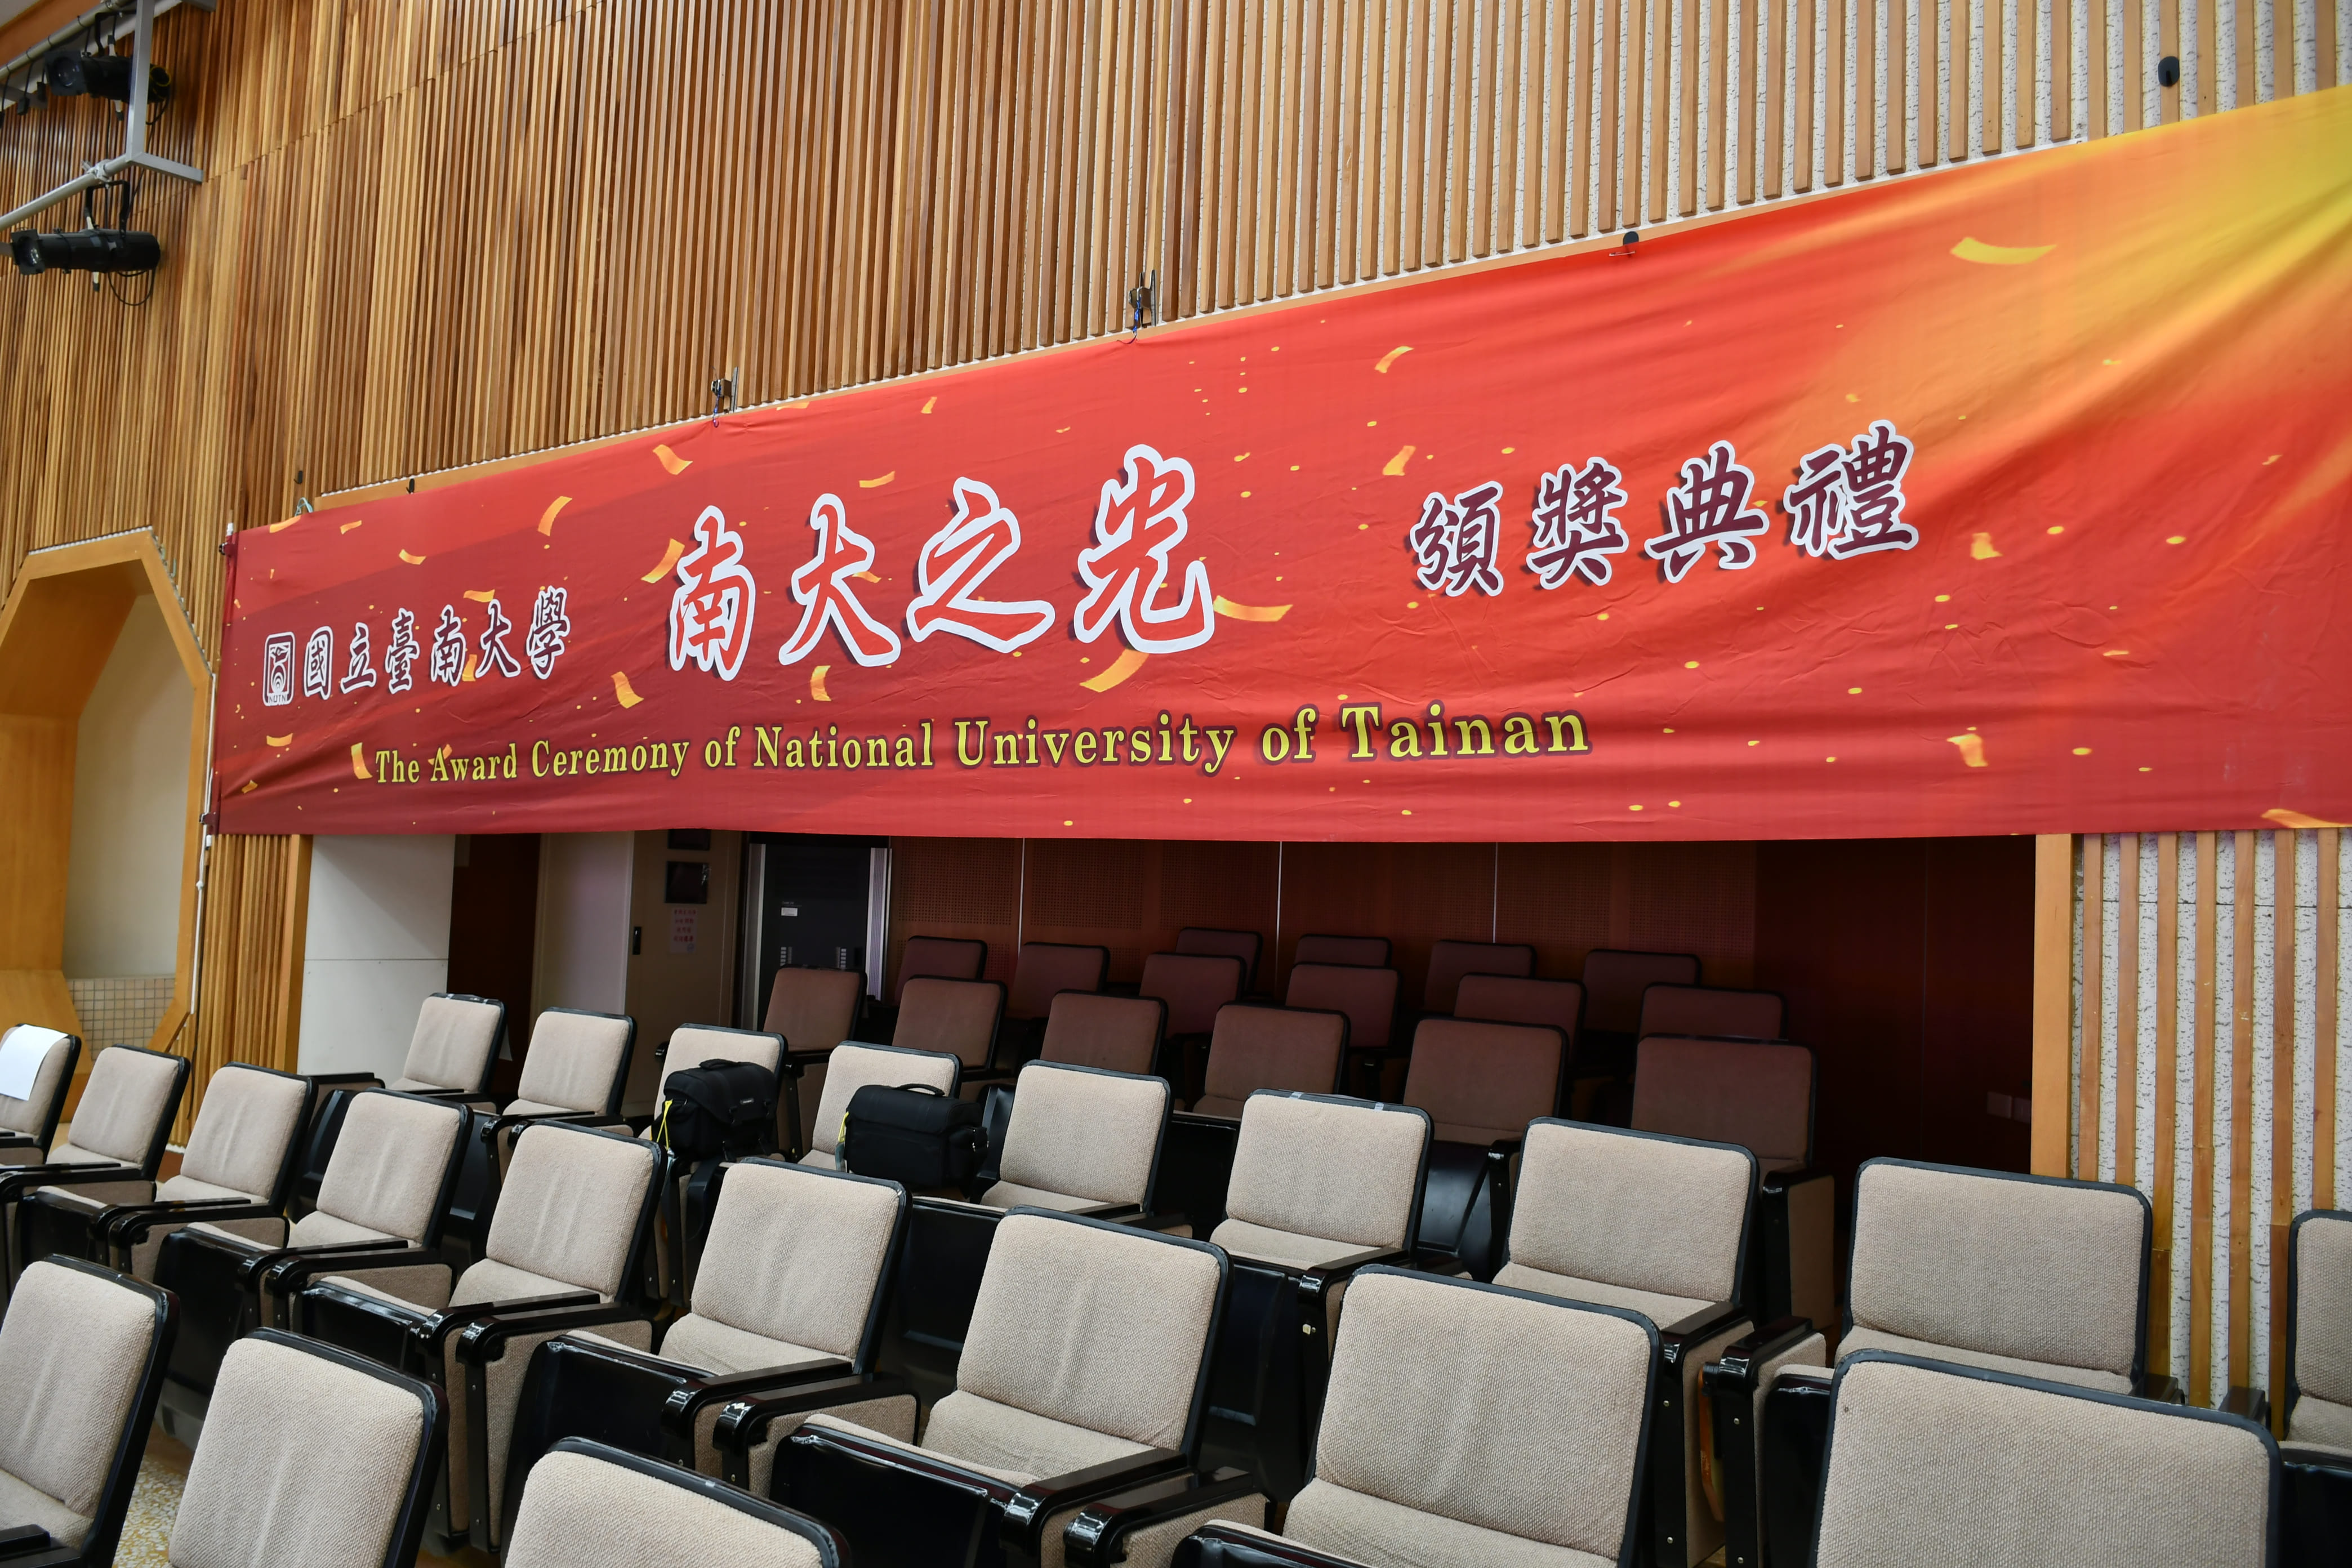 NUTN 國立臺南大學 南大之光 頒獎典禮
The Award Ceremony of National University of Tainan